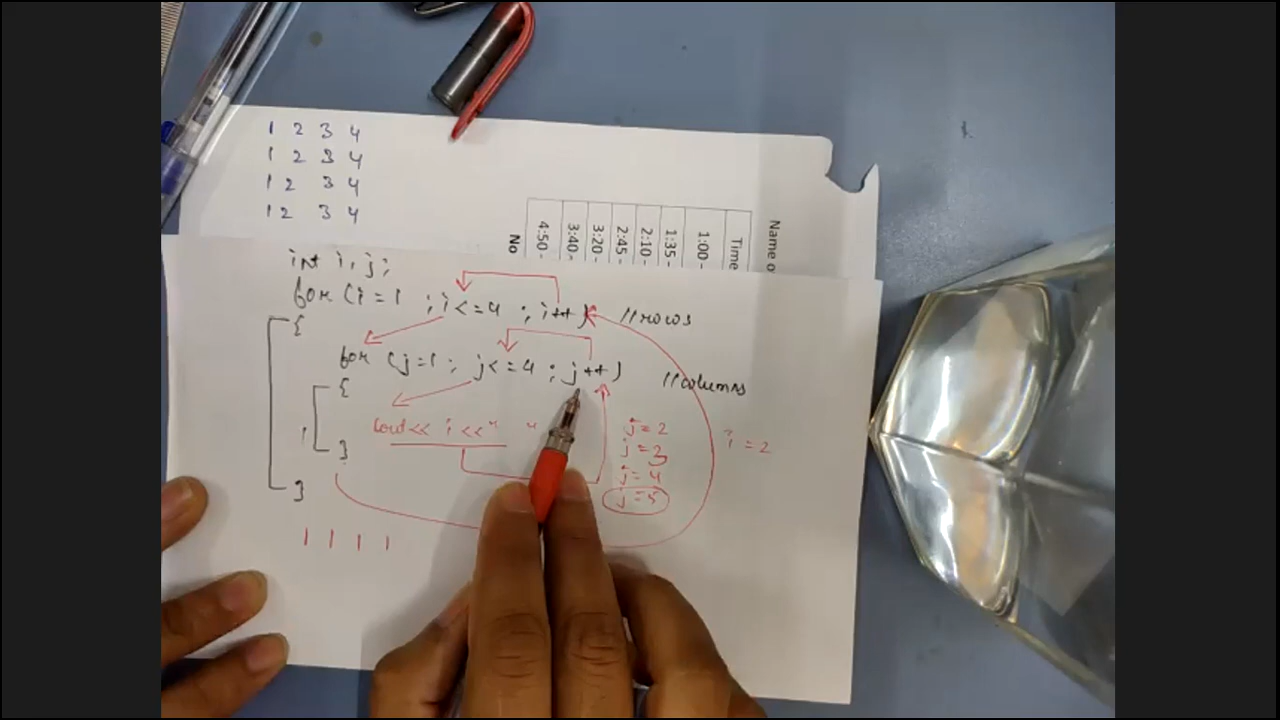 1 2 3 4
1 2 3 4
1 2 3 4
1 2 3 4
Name o
Time
1:00-
1:35-
2:10-
2:45
3:20
3:40-
4:50-
No
int i, j;
for (i=1 ; i<=4 ; i++) //rows
{
for (j=1; j<=4 ; j++) //columns
{
cout<< i <<" "
}
}
j=2
j=3
j=4
j=5
i=2
1 1 1 1